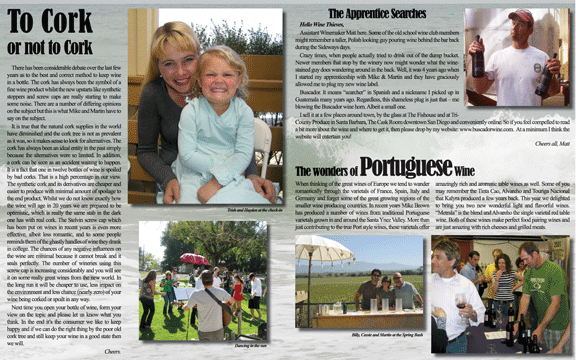 To Cork
or not to Cork
There has been considerable debate over the last few
years as to the best and correct method to keep wine
in a bottle. The cork has always been the symbol of a
fine wine product whilst the new upstarts like synthetic
stoppers and screw caps are really starting to make
some noise. There are a number of differing opinions
on the subject but this is what Mike and Martin have to
say on the subject.
It is true that the natural cork supplies in the world
have diminished and the cork tree is not as prevalent
as it was, so it makes sense to look for alternatives. The
cork has always been an ideal entity in the past simply
because the alternatives were so limited. In addition,
a cork can be seen as an accident waiting to happen.
It is a fact that one in twelve bottles of wine is spoiled
by bad corks. That is a high percentage in our view.
The synthetic cork and its derivatives are cheaper and
easier to produce with minimal amount of spoilage to
the end product. Whilst we do not know exactly how
the wine will age in 20 years we are prepared to be
optimistic, which is really the same stab in the dark
one has with real cork. The Stelvin screw cap which
has been put on wines in recent years is even more
effective, albeit less romantic, and to some people
reminds them of the ghastly handles of wine they drank
in college. The chances of any negative influences on
the wine are minimal because it cannot break and it
seals perfectly. The number of wineries using this
screw cap is increasing considerably and you will see
it on some really great wines from the new world. In
the long run it will be cheaper to use, less impact on
the environment and less chance (nearly zero) of your
wine being corked or spoilt in any way.
Next time you open your bottle of wine, form your
view on the topic and please let us know what you
think. In the end it's the consumer we like to keep
happy and if we can do the right thing by the poor old
cork tree and still keep your wine in a good state then
we will.
Cheers.
Trish and Hayden at the check-in
Dancing in the sun
The Apprentice Searches
Hello Wine Thieves,
Assistant Winemaker Matt here. Some of the old school wine club members
might remember a taller, Polish looking guy pouring wine behind the bar back
during the Sideways days.
Crazy times, when people actually tried to drink out of the dump bucket.
Newer members that stop by the winery now might wonder what the wine-
stained guy does wandering around in the back. Well, it was 4 years ago when
I started my apprenticeship with Mike & Martin and they have graciously
allowed me to plug my new wine label.
Buscador. It means "searcher" in Spanish and a nickname I picked up in
Guatemala many years ago. Regardless, this shameless plug is just that – me
blowing the Buscador wine horn. Albeit a small one.
I sell it at a few places around town, by the glass at The Fishouse and at Tri-
County Produce in Santa Barbara, The Cask Room downtown San Diego and conveniently online. So if you feel compelled to read
a bit more about the wine and where to get it, then please drop by my website: www.buscadorwine.com. At a minimum I think the
website will entertain you!
Cheers all, Matt
The wonders of Portuguese Wine
When thinking of the great wines of Europe we tend to wonder
romantically through the varietals of France, Spain, Italy and
Germany and forget some of the great growing regions of the
smaller wine producing countries. In recent years Mike Brown
has produced a number of wines from traditional Portuguese
varietals grown in and around the Santa Ynez Valley. More than
just contributing to the true Port style wines, these varietals offer
amazingly rich and aromatic table wines as well. Some of you
may remember the Tinta Cao, Alvarelo and Touriga Nacional
that Kalyra produced a few years back. This year we delighted
to bring you two new wonderful light and flavorful wines.
is the blend and Alvarelho the single varietal red table
wine. Both of these wines make perfect food pairing wines and
are just amazing with rich cheeses and grilled meats.
Billy, Cassie and Martin at the Spring Bash